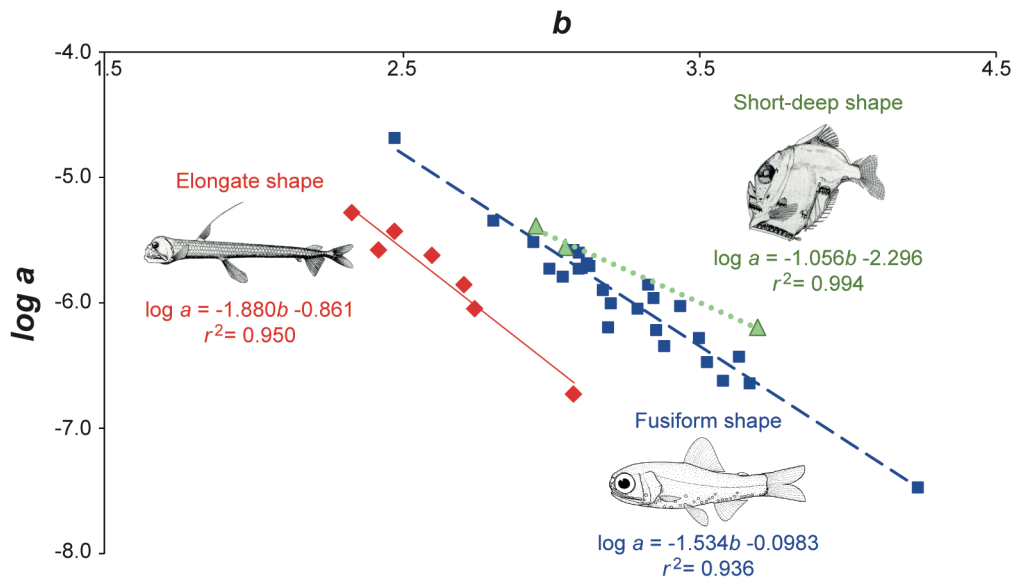 b
-4.0
1.5 2.5 3.5 4.5
Short-deep shape
-5.0
Elongate shape
log a
log a = -1.056b -2.296
r2= 0.994
-6.0
log a = -1.880b -0.861
r2= 0.950
-7.0
Fusiform shape
log a = -1.534b -0.0983
r2= 0.936
-8.0